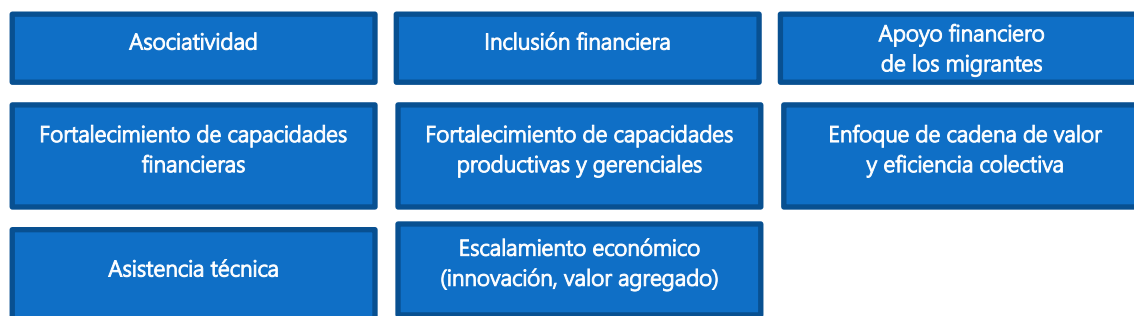 Asociatividad
Inclusión financiera
Apoyo financiero
de los migrantes
Fortalecimiento de capacidades
financieras
Fortalecimiento de capacidades
productivas y gerenciales
Enfoque de cadena de valor
y eficiencia colectiva
Asistencia técnica
Escalamiento económico
(innovación, valor agregado)